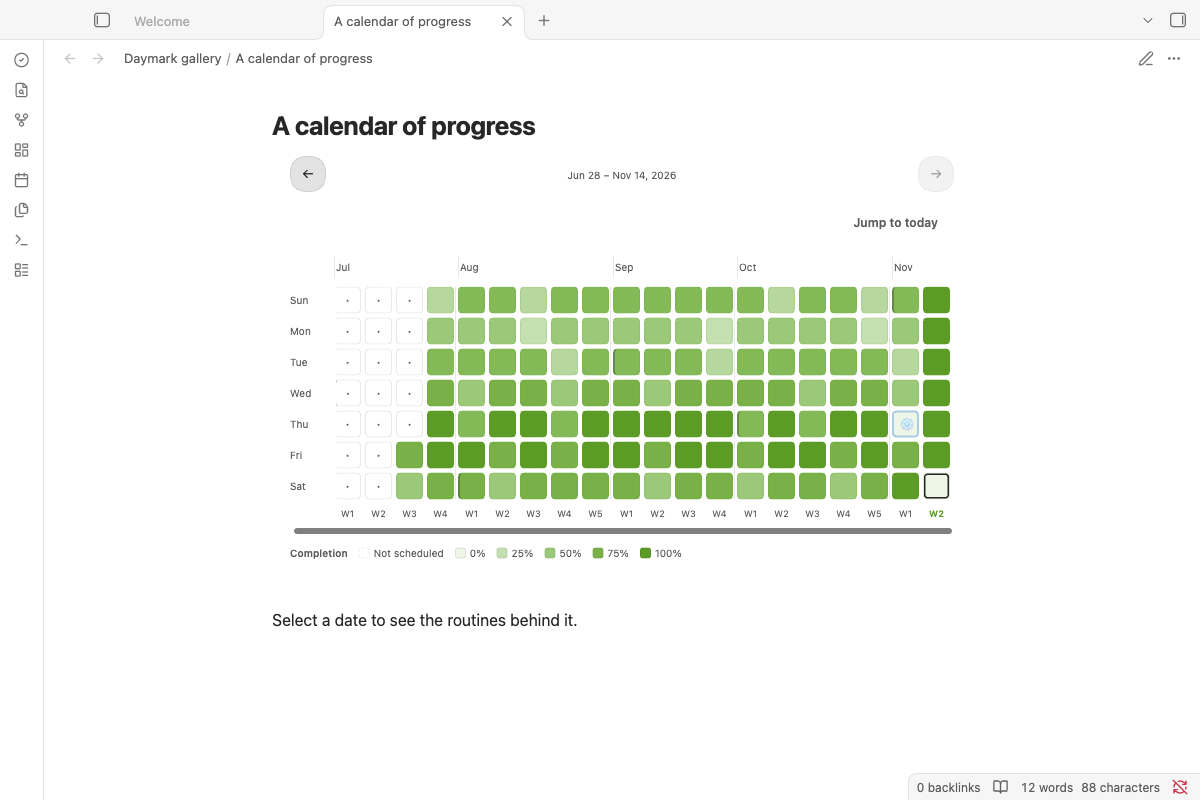 Welcome
A calendar of progress
Daymark gallery / A calendar of progress
A calendar of progress
Jun 28 – Nov 14, 2026
Jump to today
Jul Aug Sep Oct Nov
Sun
Mon
Tue
Wed
Thu
Fri
Sat
W1 W2 W3 W4 W1 W2 W3 W4 W5 W1 W2 W3 W4 W1 W2 W3 W4 W5 W1 W2
Completion Not scheduled 0% 25% 50% 75% 100%
Select a date to see the routines behind it.
0 backlinks 12 words 88 characters